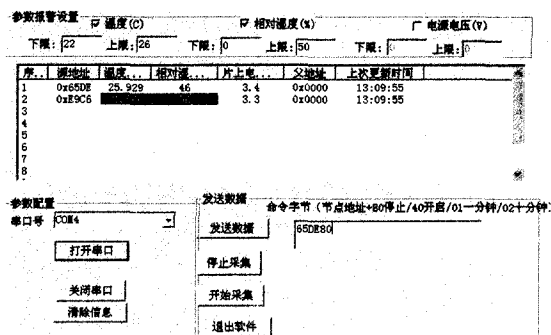 参数报警设置
温度(C) 相对湿度(%) 电源电压(V)
下限: 22 上限: 26 下限: 0 上限: 50 下限: 0 上限: 0
序.. 源地址 温度... 相对湿... 片上电... 父地址 上次更新时间
1 0x65DE 25.929 46 3.4 0x0000 13:09:55
2 0xE9C6 3.3 0x0000 13:09:55
3
4
5
6
7
8
参数配置
串口号 COM4
打开串口
关闭串口
清除信息
发送数据
命令字节(节点地址+80停止/40开启/01一分钟/02十分钟)
发送数据 65DE80
停止采集
开始采集
退出软件